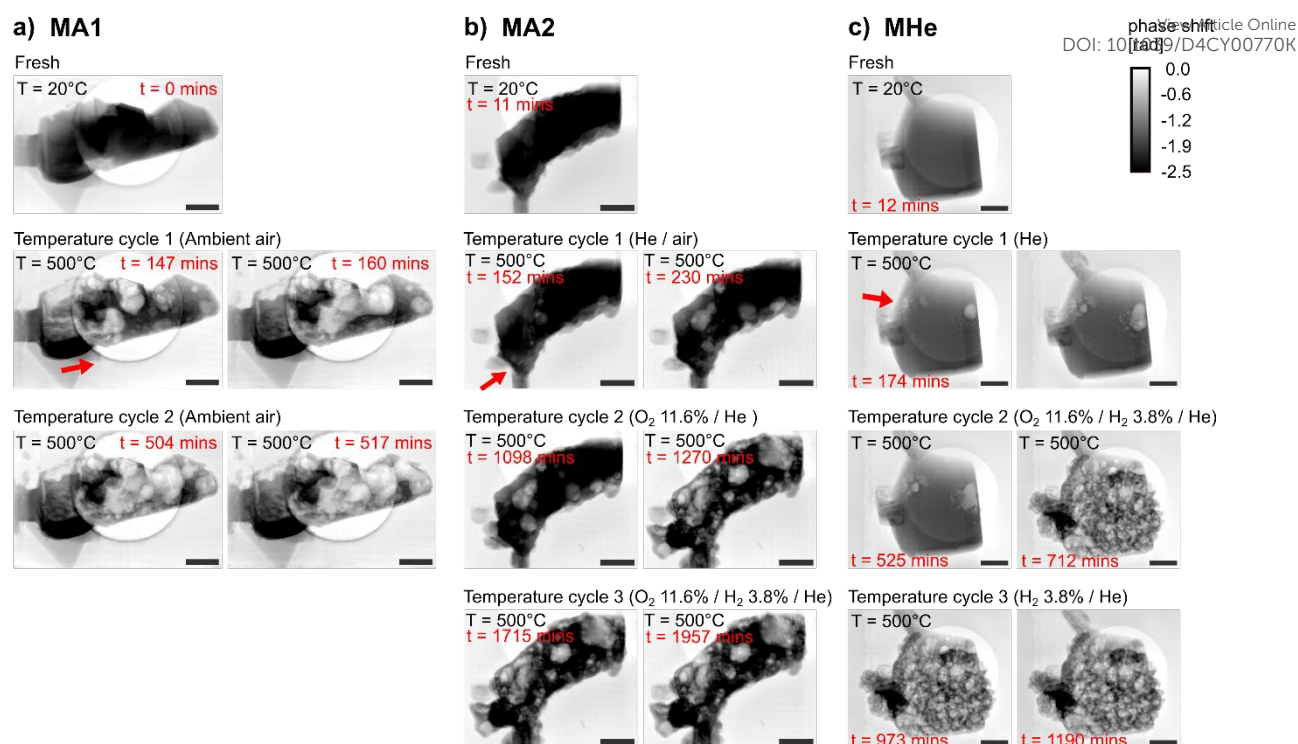 a) MA1
Fresh
T = 20°C
t = 0 mins
Temperature cycle 1 (Ambient air)
T = 500°C
t = 147 mins
T = 500°C
t = 160 mins
Temperature cycle 2 (Ambient air)
T = 500°C
t = 504 mins
T = 500°C
t = 517 mins
b) MA2
Fresh
T = 20°C
t = 11 mins
Temperature cycle 1 (He / air)
T = 500°C
t = 152 mins
T = 500°C
t = 230 mins
Temperature cycle 2 (O₂ 11.6% / He )
T = 500°C
t = 1098 mins
T = 500°C
t = 1270 mins
Temperature cycle 3 (O₂ 11.6% / H₂ 3.8% / He)
T = 500°C
t = 1715 mins
T = 500°C
t = 1957 mins
c) MHe
Fresh
T = 20°C
t = 12 mins
Temperature cycle 1 (He)
T = 500°C
t = 174 mins
Temperature cycle 2 (O₂ 11.6% / H₂ 3.8% / He)
T = 500°C
t = 525 mins
T = 500°C
t = 712 mins
Temperature cycle 3 (H₂ 3.8% / He)
T = 500°C
t = 973 mins
t = 1190 mins
View Article Online
DOI: 10.1039/D4CY00770K
phase shift
[rad]
0.0
-0.6
-1.2
-1.9
-2.5